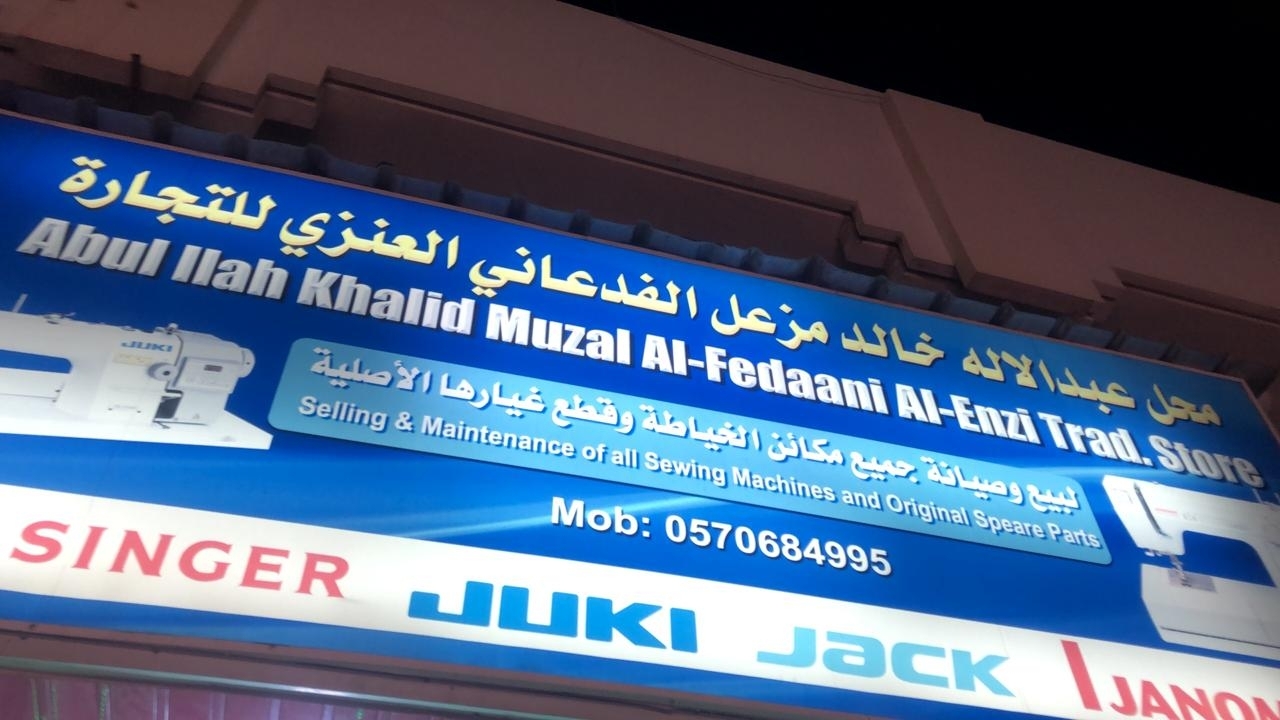 محل عبدالاله خالد مزعل الفدعاني العنزي للتجارة
Abul Ilah Khalid Muzal Al-Fedaani Al-Enzi Trad. Store
لبيع وصيانة جميع مكائن الخياطة وقطع غيارها الأصلية
Selling & Maintenance of all Sewing Machines and Original Speare Parts
JUKI
Mob: 0570684995
SINGER JUKI JACK JANOM